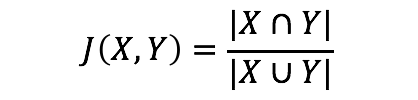 J(X, Y) = |X ∩ Y| / |X ∪ Y|